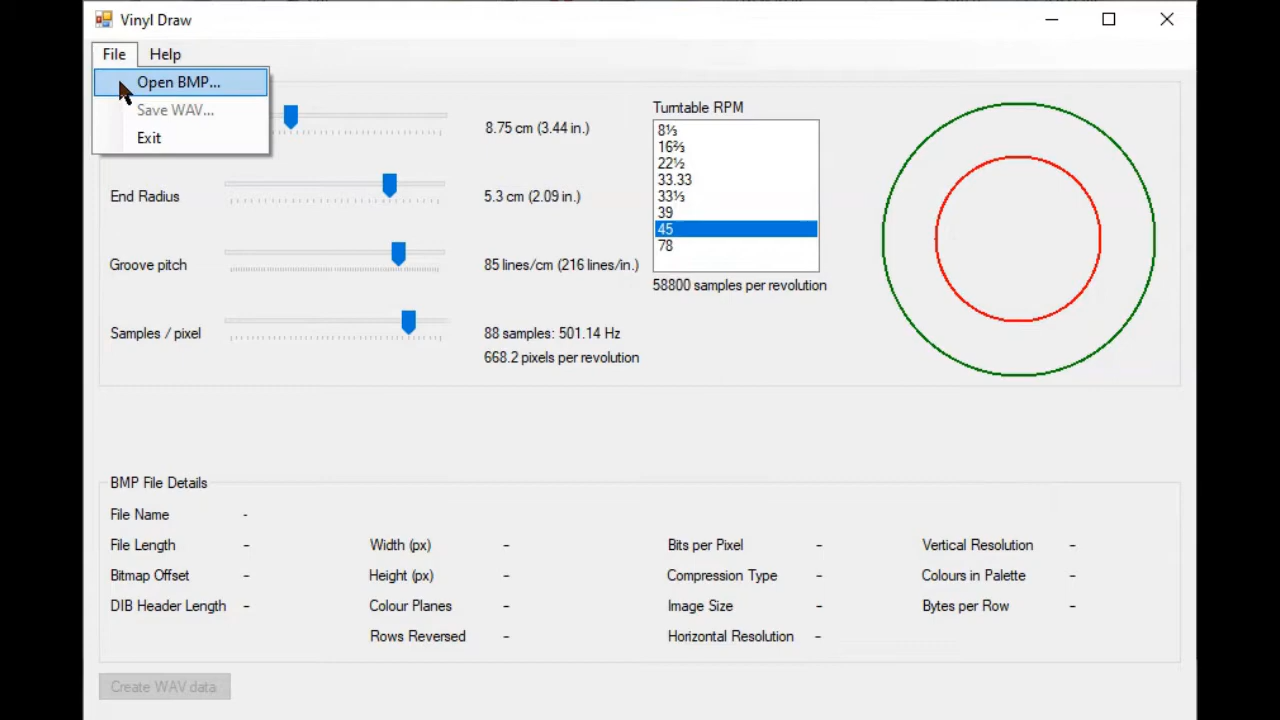 Vinyl Draw
File Help
Open BMP...
Save WAV...
Exit
8.75 cm (3.44 in.)
End Radius
5.3 cm (2.09 in.)
Groove pitch
85 lines/cm (216 lines/in.)
Samples / pixel
88 samples: 501.14 Hz
668.2 pixels per revolution
Turntable RPM
8⅓
16⅔
22½
33.33
33⅓
39
45
78
58800 samples per revolution
BMP File Details
File Name -
File Length - Width (px) - Bits per Pixel - Vertical Resolution -
Bitmap Offset - Height (px) - Compression Type - Colours in Palette -
DIB Header Length - Colour Planes - Image Size - Bytes per Row -
Rows Reversed - Horizontal Resolution -
Create WAV data